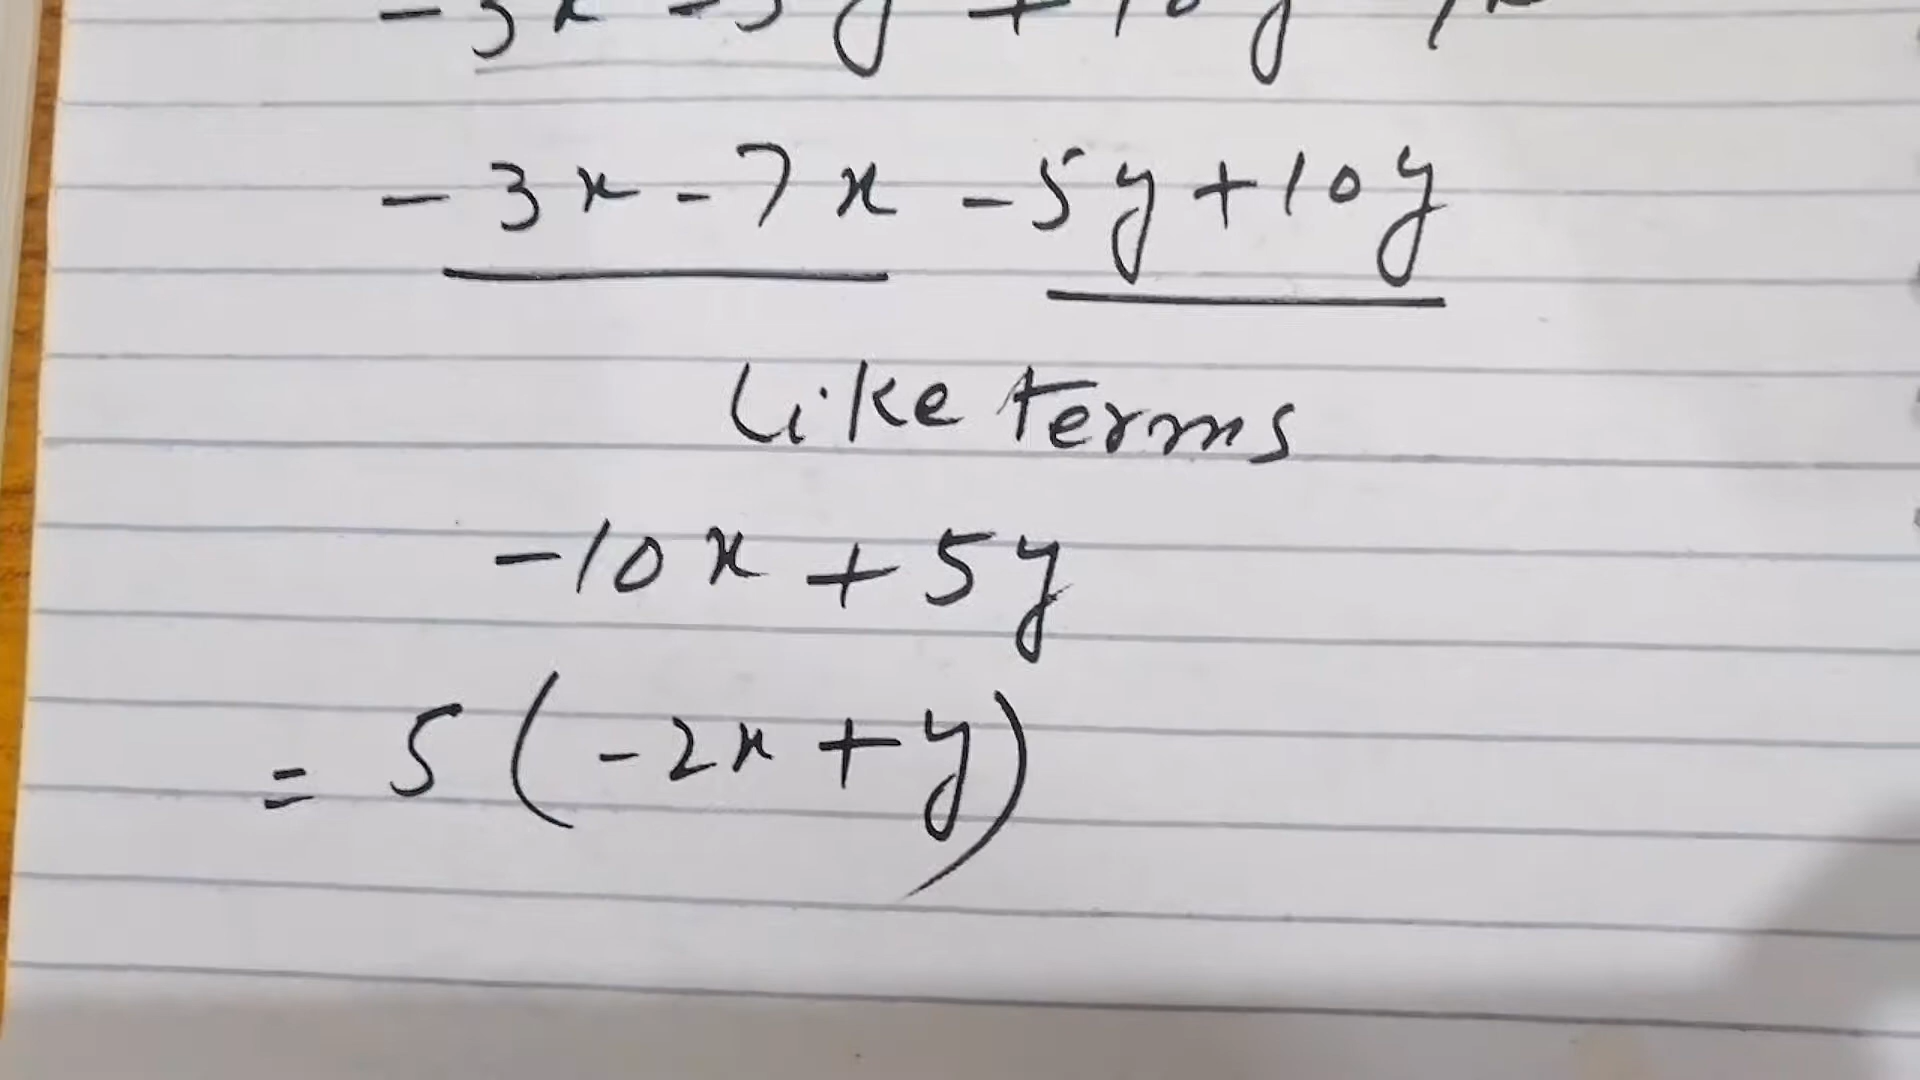 -3x-7x -5y+10y
Like terms
-10x+5y
= 5(-2x+y)